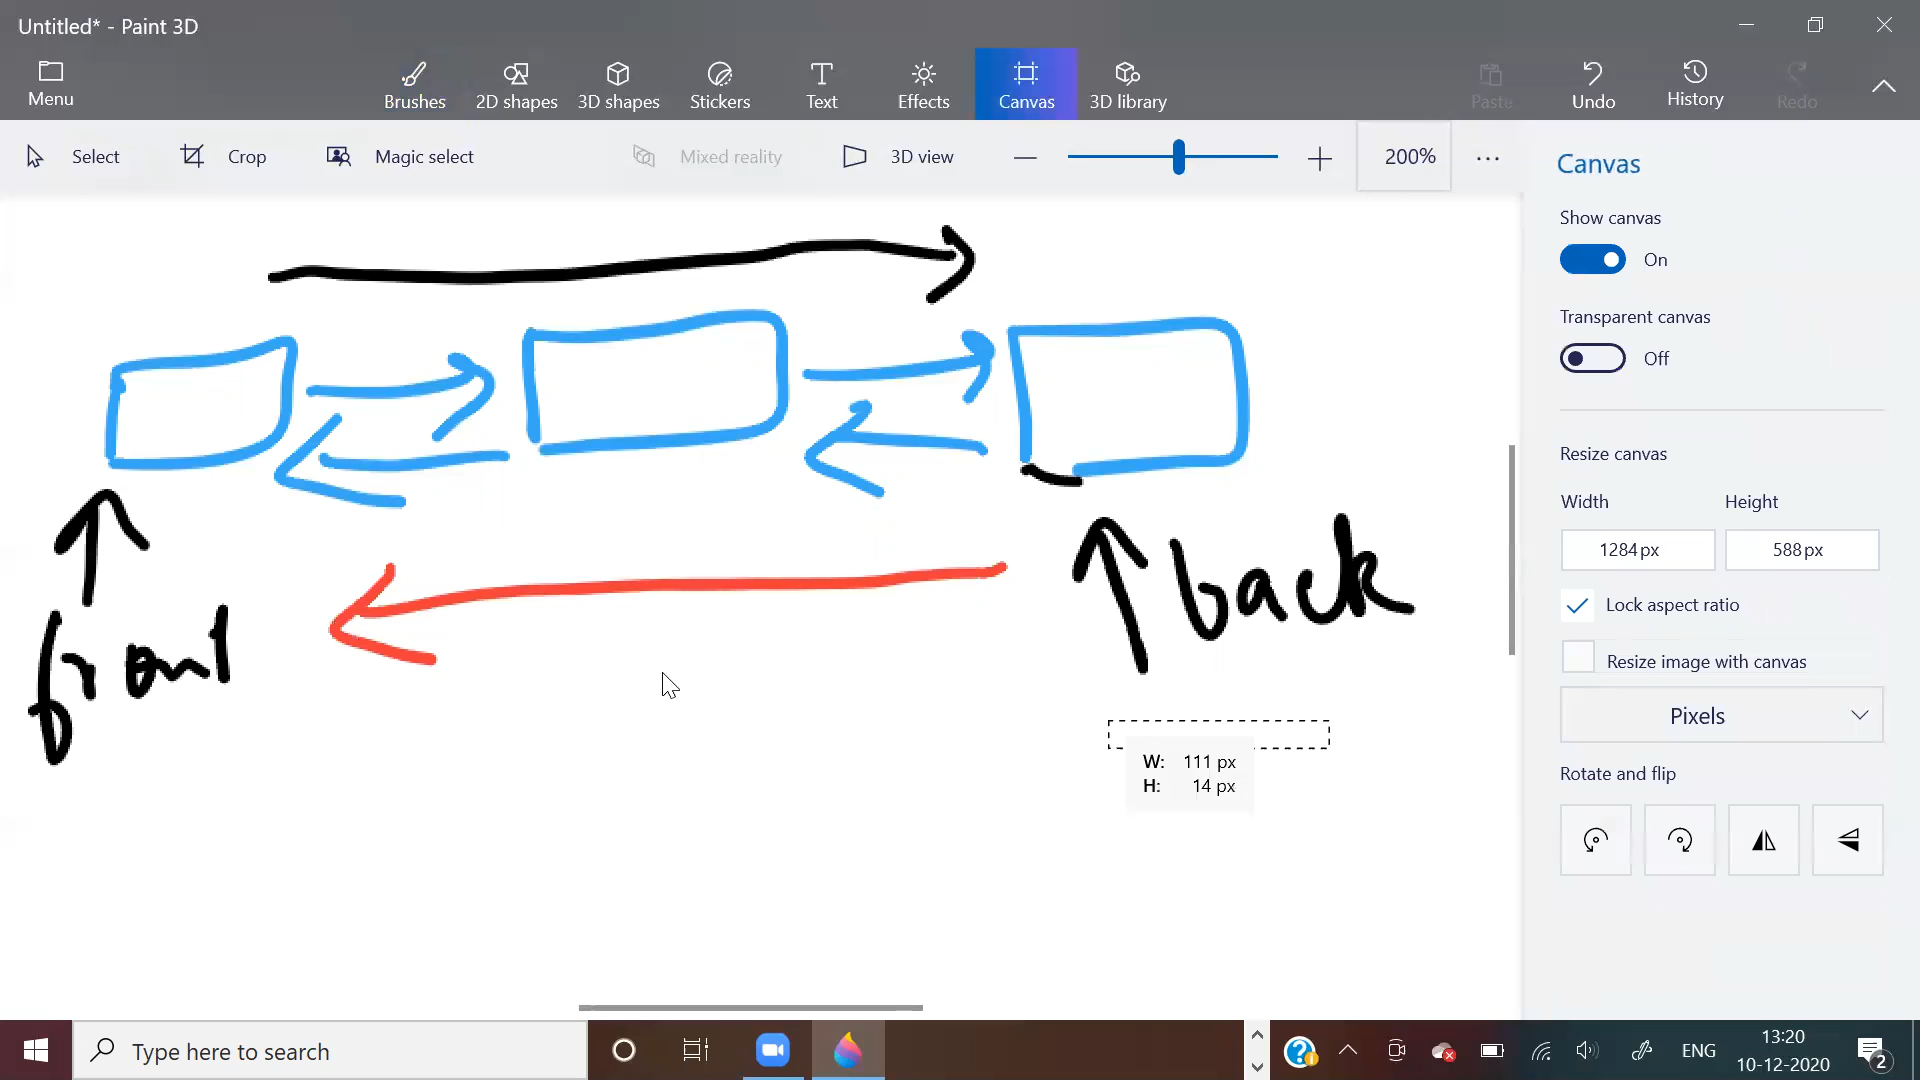 Untitled* - Paint 3D
Menu
Brushes 2D shapes 3D shapes Stickers Text Effects Canvas 3D library Paste Undo History Redo
Select Crop Magic select Mixed reality 3D view 200% ...
Canvas
Show canvas
On
Transparent canvas
Off
Resize canvas
Width Height
1284px 588px
Lock aspect ratio
Resize image with canvas
Pixels
Rotate and flip
front
back
W: 111 px
H: 14 px
Type here to search
ENG
13:20
10-12-2020
2